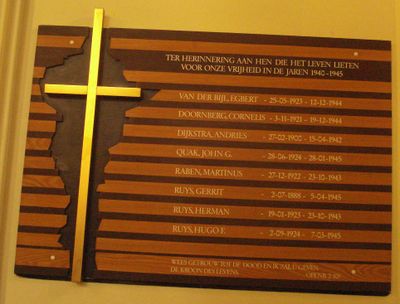 TER HERINNERING AAN HEN DIE HET LEVEN LIETEN
VOOR ONZE VRIJHEID IN DE JAREN 1940-1945
VAN DER BIJL, EGBERT - 25-05-1923 - 12-12-1944
DOORNBERG, CORNELIS - 3-11-1921 - 19-12-1944
DIJKSTRA, ANDRIES - 27-02-1900 - 15-04-1942
QUAK, JOHN G. - 28-06-1924 - 28-01-1945
RABEN, MARTINUS - 27-12-1922 - 23-10-1943
RUYS, GERRIT - 2-07-1888 - 5-04-1945
RUYS, HERMAN - 19-01-1923 - 23-10-1943
RUYS, HUGO F. - 2-09-1924 - 7-03-1945
WEES GETROUW TOT DE DOOD EN IK ZAL U GEVEN
DE KROON DES LEVENS.
OPENB. 2:10